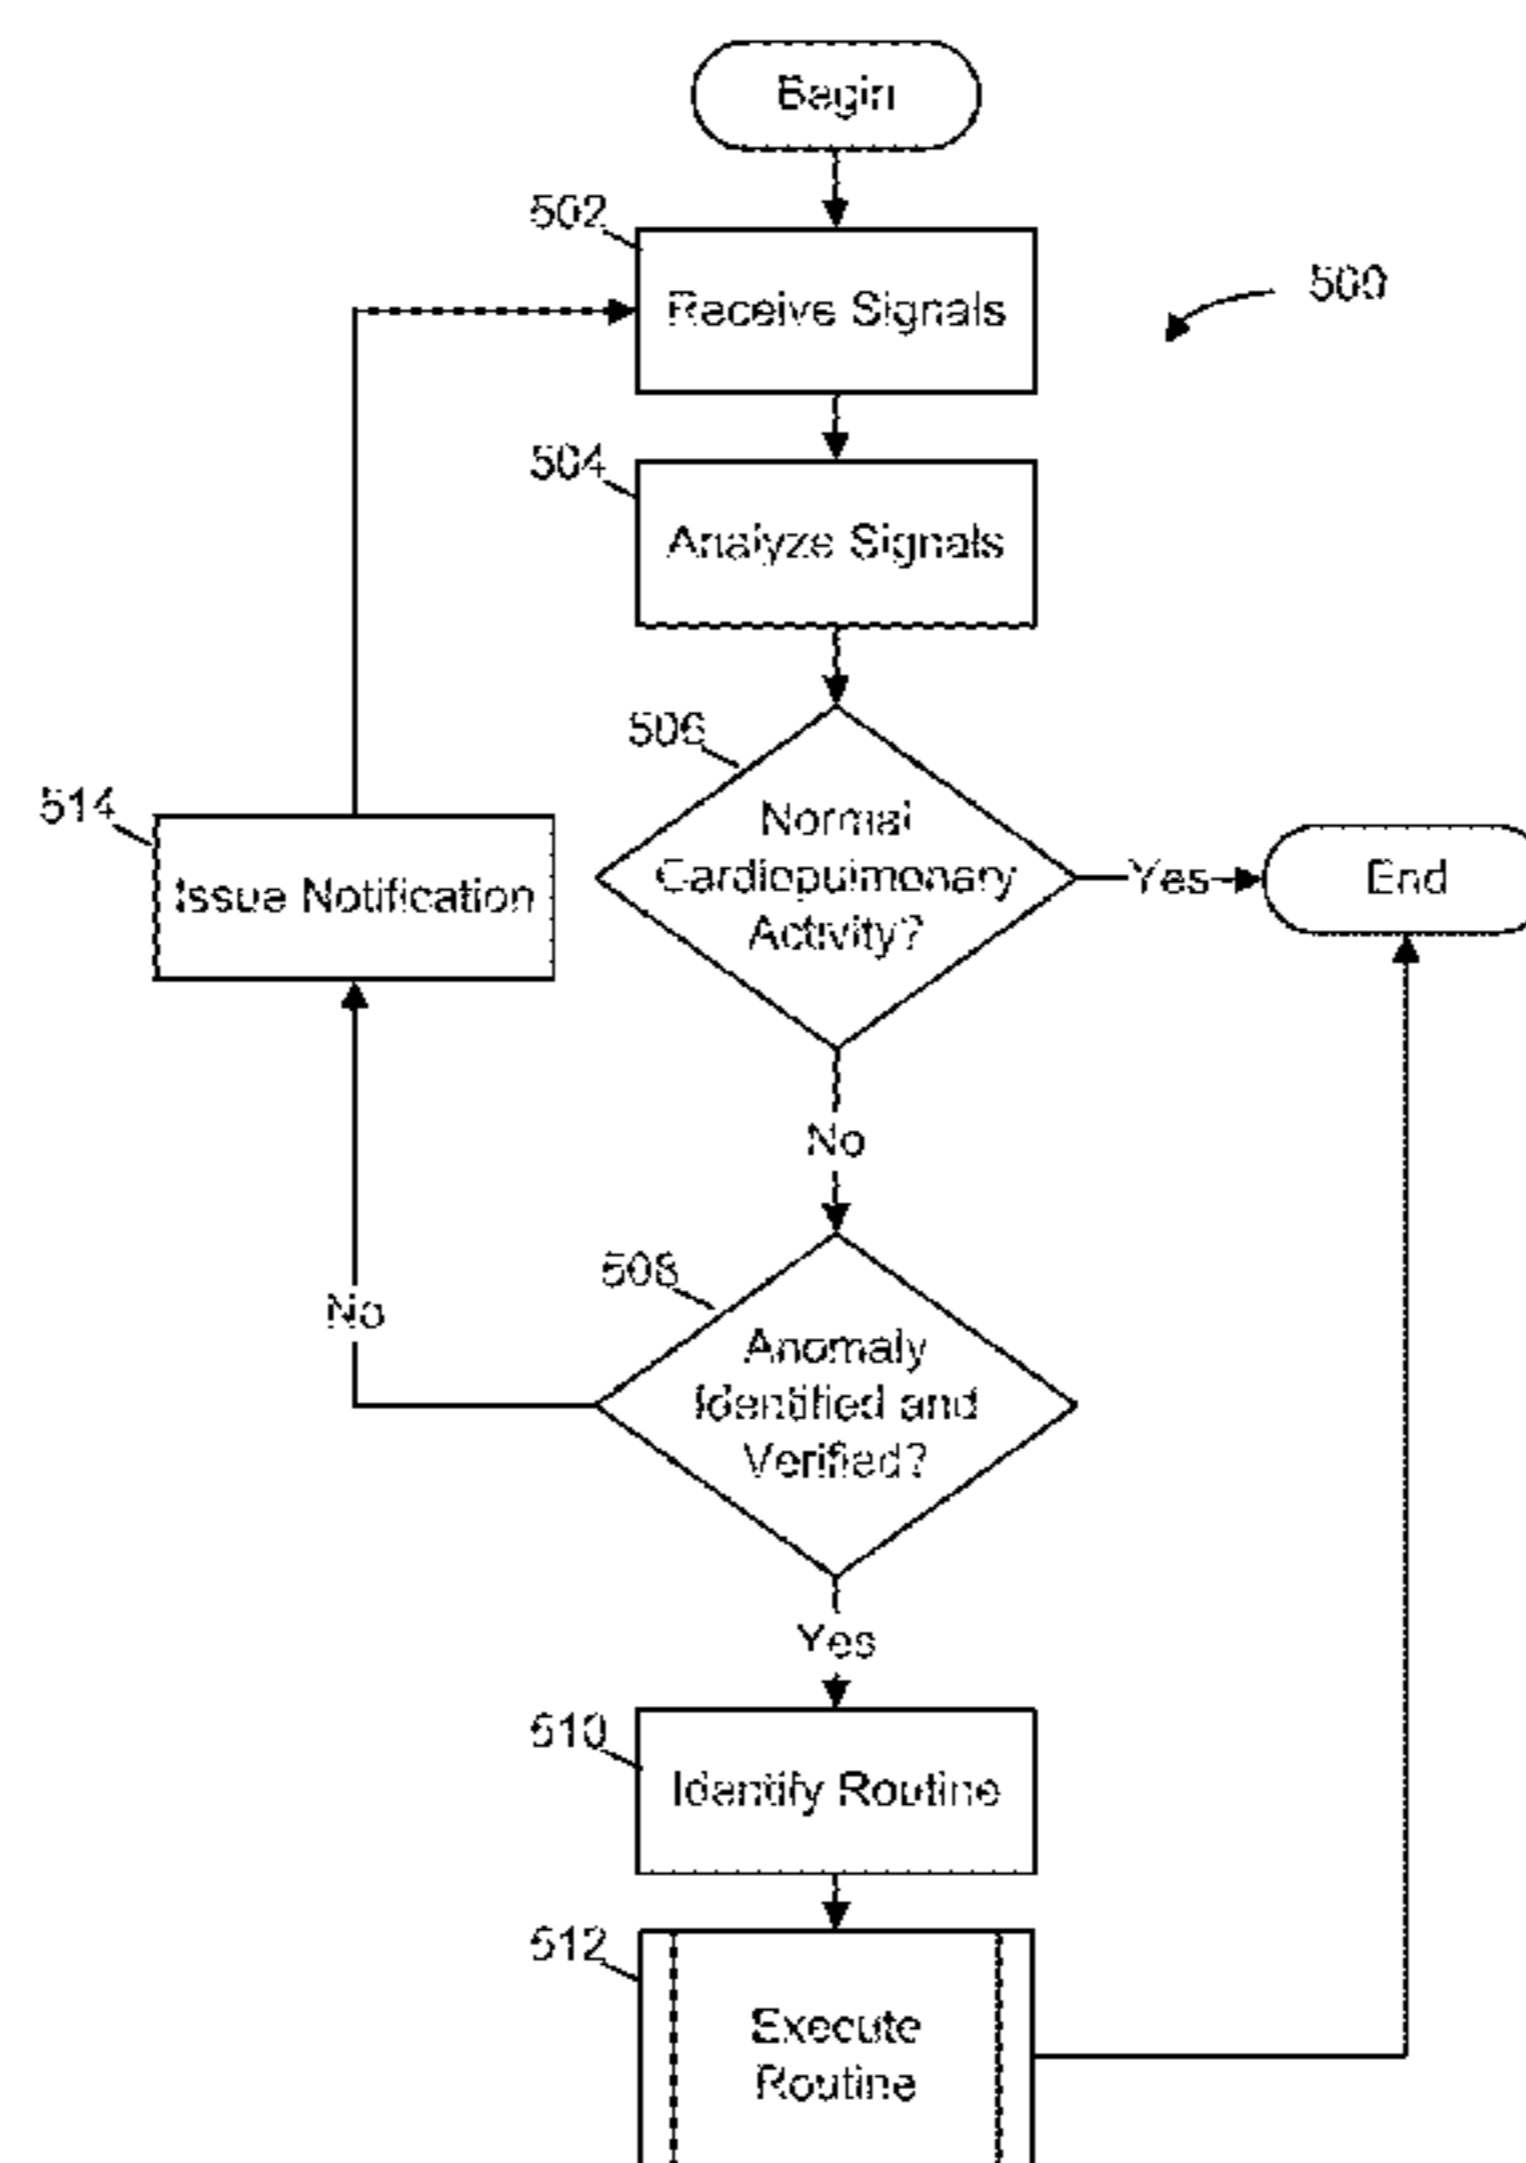 Begin
502
Receive Signals
500
504
Analyze Signals
506
Normal
Cardiopulmonary
Activity?
Yes
End
514
Issue Notification
No
508
No
Anomaly
Identified and
Verified?
Yes
510
Identify Routine
512
Execute
Routine